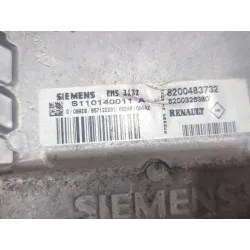 SIEMENS EMS 3132 8200483732
S110140011 A 8200326380
RENAULT
SIEMENS